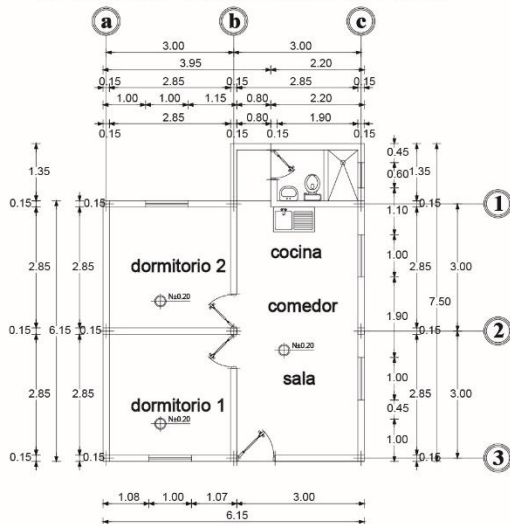 a b c
3.00 3.00
3.95 2.20
0.15 2.85 0.15 2.85 0.15
1.00 1.00 1.15 0.80 2.20
0.15 2.85 0.15 0.80 0.15 1.90 0.15
0.45
1.35 0.60 1.35
0.15 0.15 1.10 0.15 1
dormitorio 2
cocina
2.85 2.85 1.00 2.85 3.00
comedor
N±0.20
7.50
1.90
0.15 6.15 0.15 0.15 2
N±0.20
sala
1.00
2.85 2.85 2.85 3.00
dormitorio 1
0.45
N±0.20
1.00
0.15 0.15 0.15 3
1.08 1.00 1.07 3.00
6.15